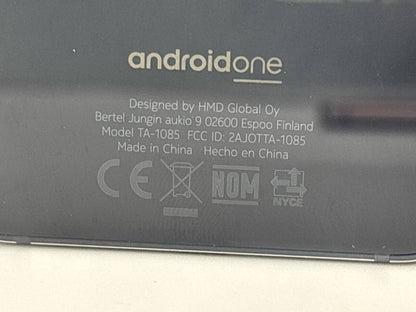 androidone
Designed by HMD Global Oy
Bertel Jungin aukio 9 02600 Espoo Finland
Model TA-1085 FCC ID: 2AJOTTA-1085
Made in China Hecho en China
CE NOM NYCE